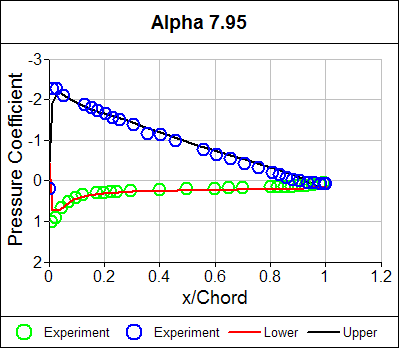 Alpha 7.95
Pressure Coefficient
-3
-2
-1
0
1
2
0 0.2 0.4 0.6 0.8 1 1.2
x/Chord
Experiment Experiment Lower Upper